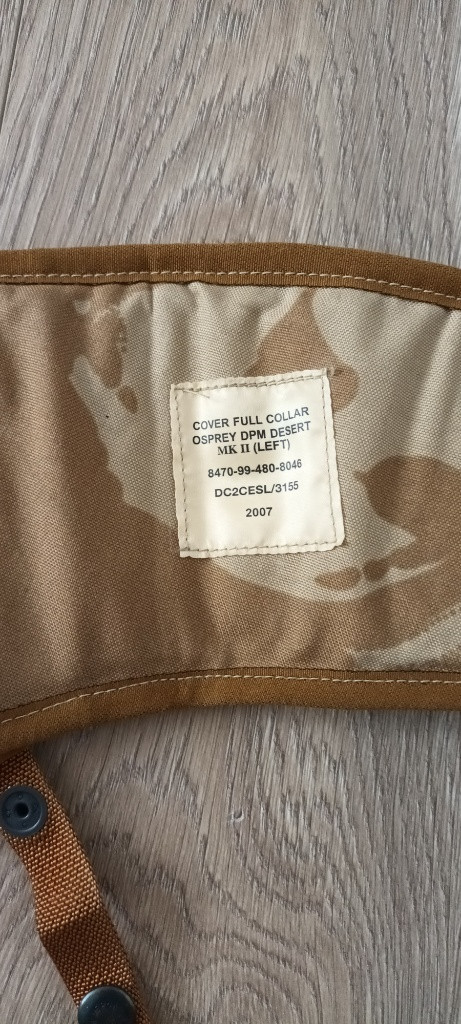 COVER FULL COLLAR
OSPREY DPM DESERT
MK II (LEFT)
8470-99-480-8046
DC2CESL/3155
2007